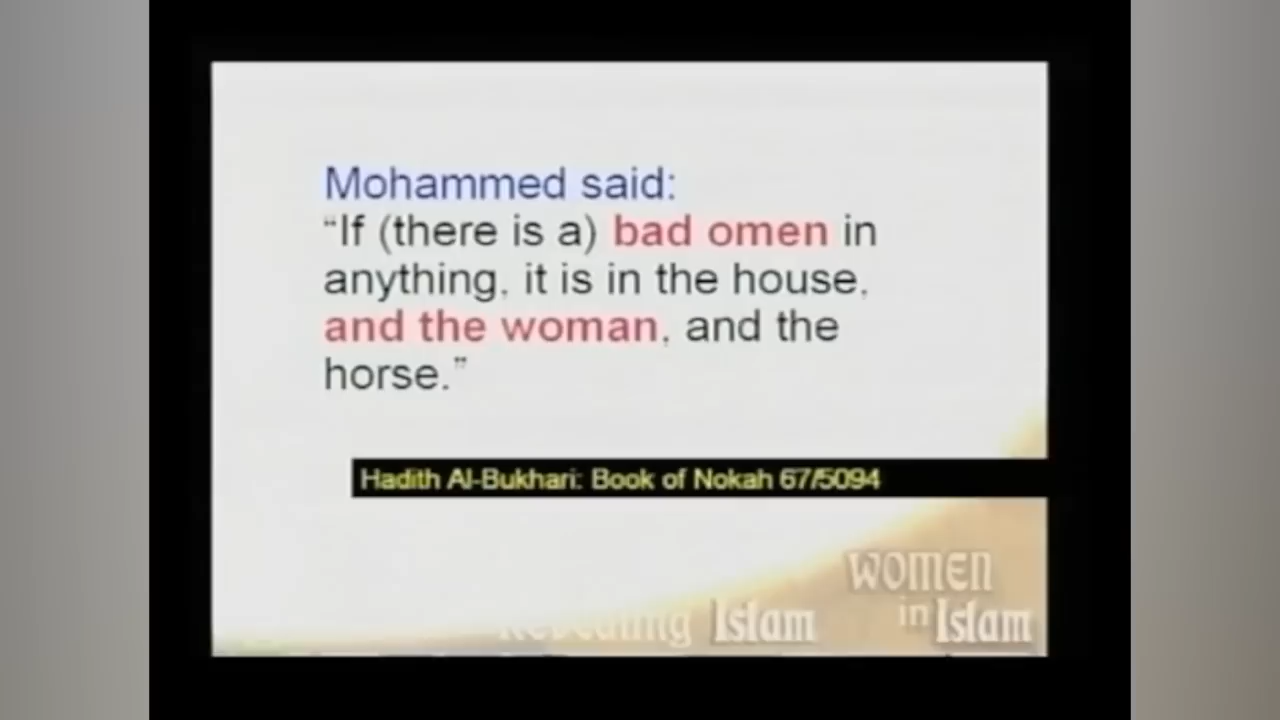 Mohammed said:
“If (there is a) bad omen in
anything, it is in the house,
and the woman, and the
horse.”
Hadith Al-Bukhari: Book of Nokah 67/5094
WOMEN
in Islam
Revealing Islam